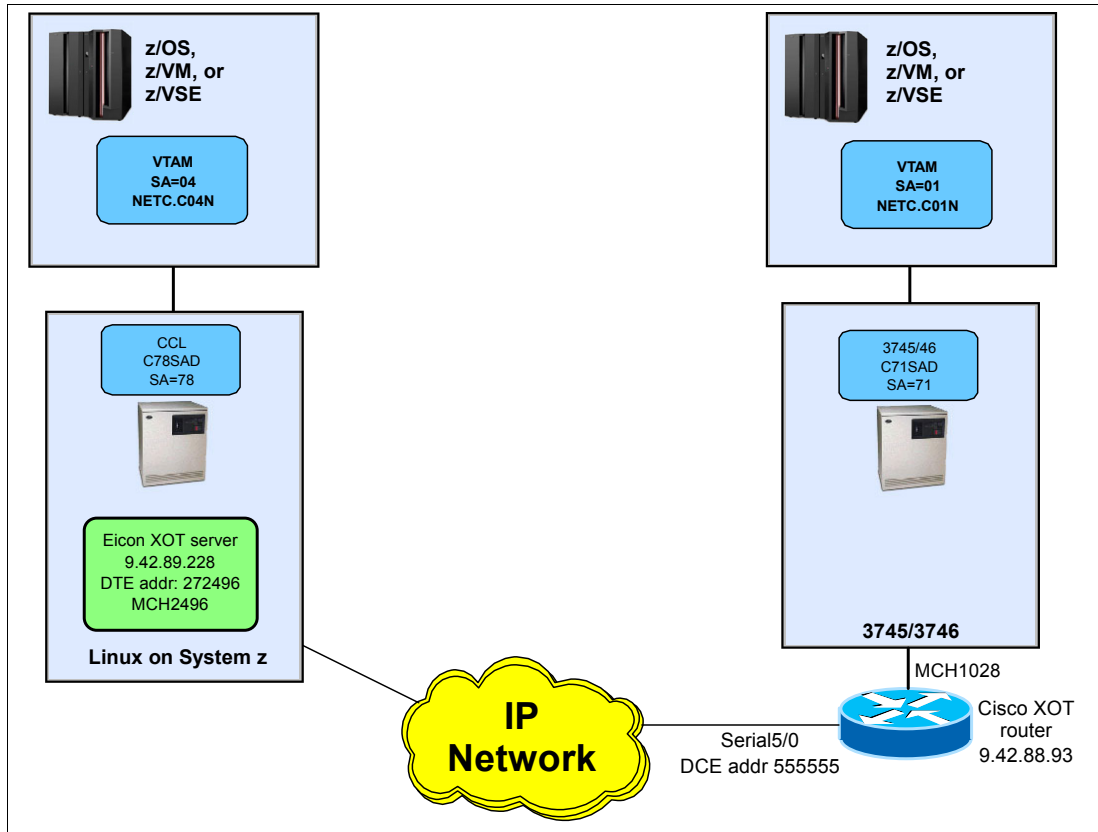 z/OS,
z/VM, or
z/VSE
VTAM
SA=04
NETC.C04N
CCL
C78SAD
SA=78
Eicon XOT server
9.42.89.228
DTE addr: 272496
MCH2496
Linux on System z
IP
Network
z/OS,
z/VM, or
z/VSE
VTAM
SA=01
NETC.C01N
3745/46
C71SAD
SA=71
3745/3746
MCH1028
Cisco XOT
router
9.42.88.93
Serial5/0
DCE addr 555555